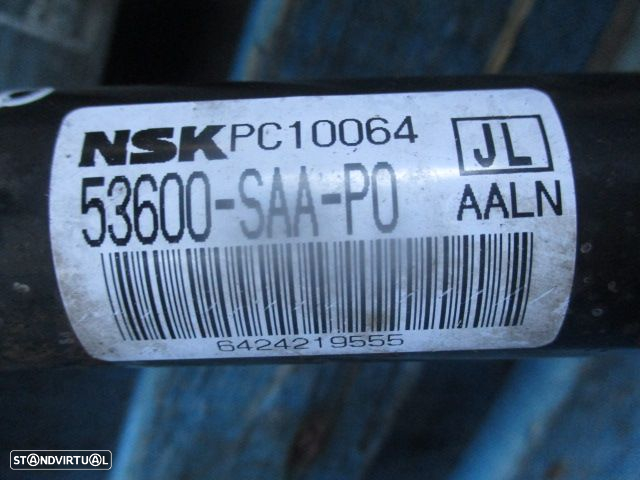 NSK PC10064 JL
53600-SAA-P0 AALN
6424219555
STANDVIRTUAL